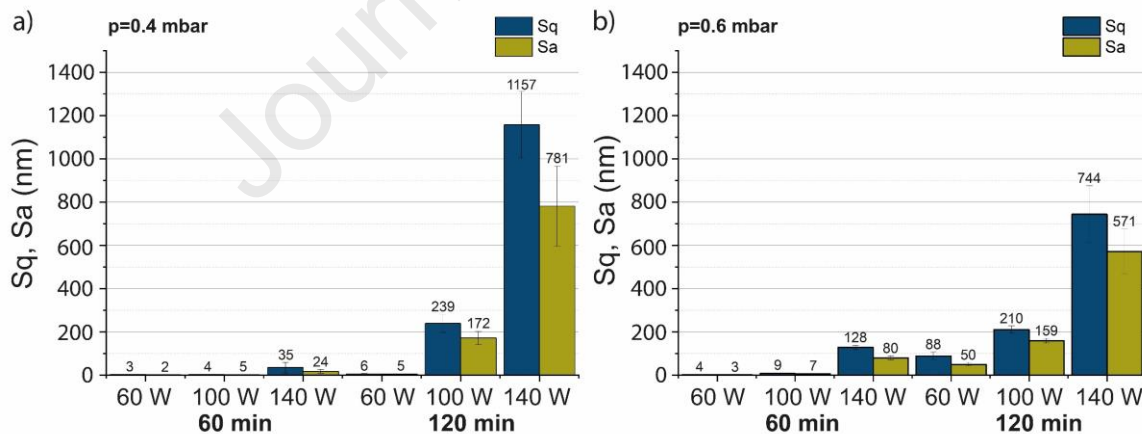 a)
p=0.4 mbar
Sq
Sa
Sq, Sa (nm)
1400
1200
1000
800
600
400
200
0
3 2 4 5 35 24 6 5 239 172 1157 781
60 W 100 W 140 W 60 W 100 W 140 W
60 min 120 min
b)
p=0.6 mbar
Sq
Sa
Sq, Sa (nm)
1400
1200
1000
800
600
400
200
0
4 3 9 7 128 80 88 50 210 159 744 571
60 W 100 W 140 W 60 W 100 W 140 W
60 min 120 min
Journ